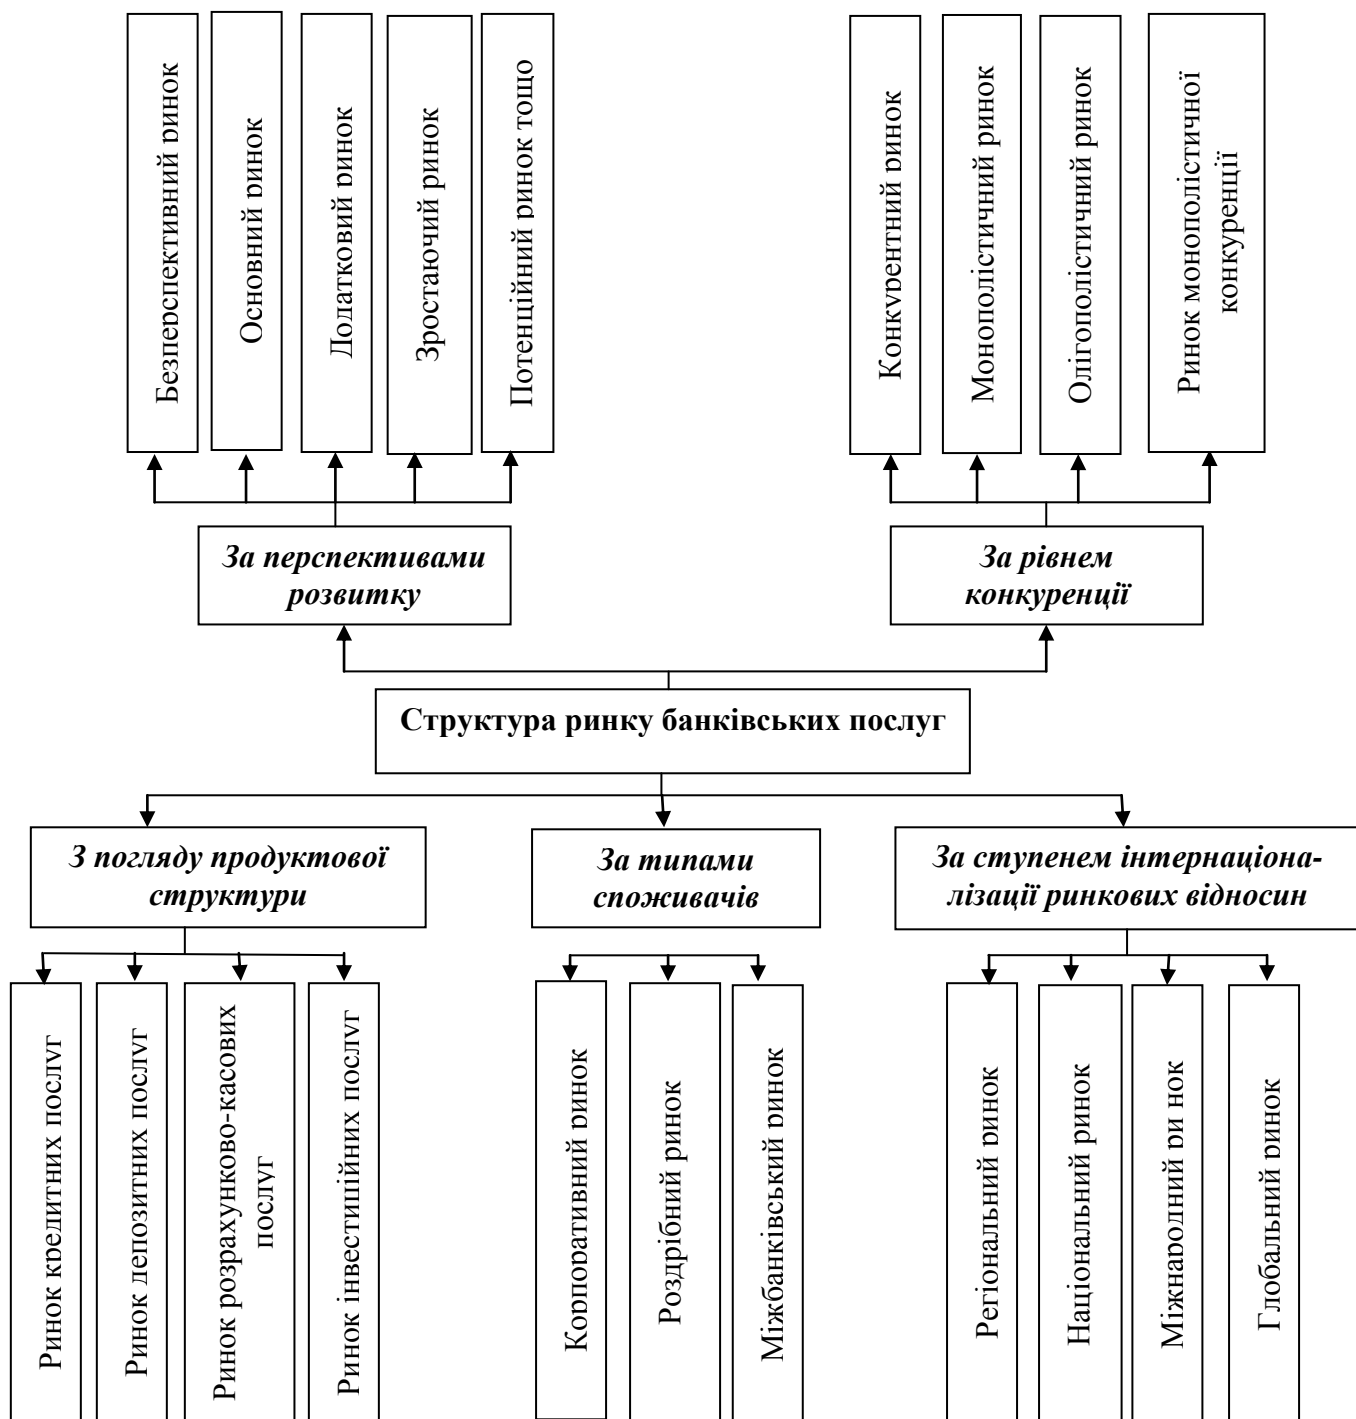 Безперспективний ринок
Основний ринок
Додатковий ринок
Зростаючий ринок
Потенційний ринок тощо
Конкурентний ринок
Монополістичний ринок
Олігополістичний ринок
Ринок монополістичної
конкуренції
За перспективами
розвитку
За рівнем
конкуренції
Структура ринку банківських послуг
З погляду продуктової
структури
За типами
споживачів
За ступенем інтернаціона-
лізації ринкових відносин
Ринок кредитних послуг
Ринок депозитних послуг
Ринок розрахунково-касових
послуг
Ринок інвестиційних послуг
Корпоративний ринок
Роздрібний ринок
Міжбанківський ринок
Регіональний ринок
Національний ринок
Міжнародний ри нок
Глобальний ринок